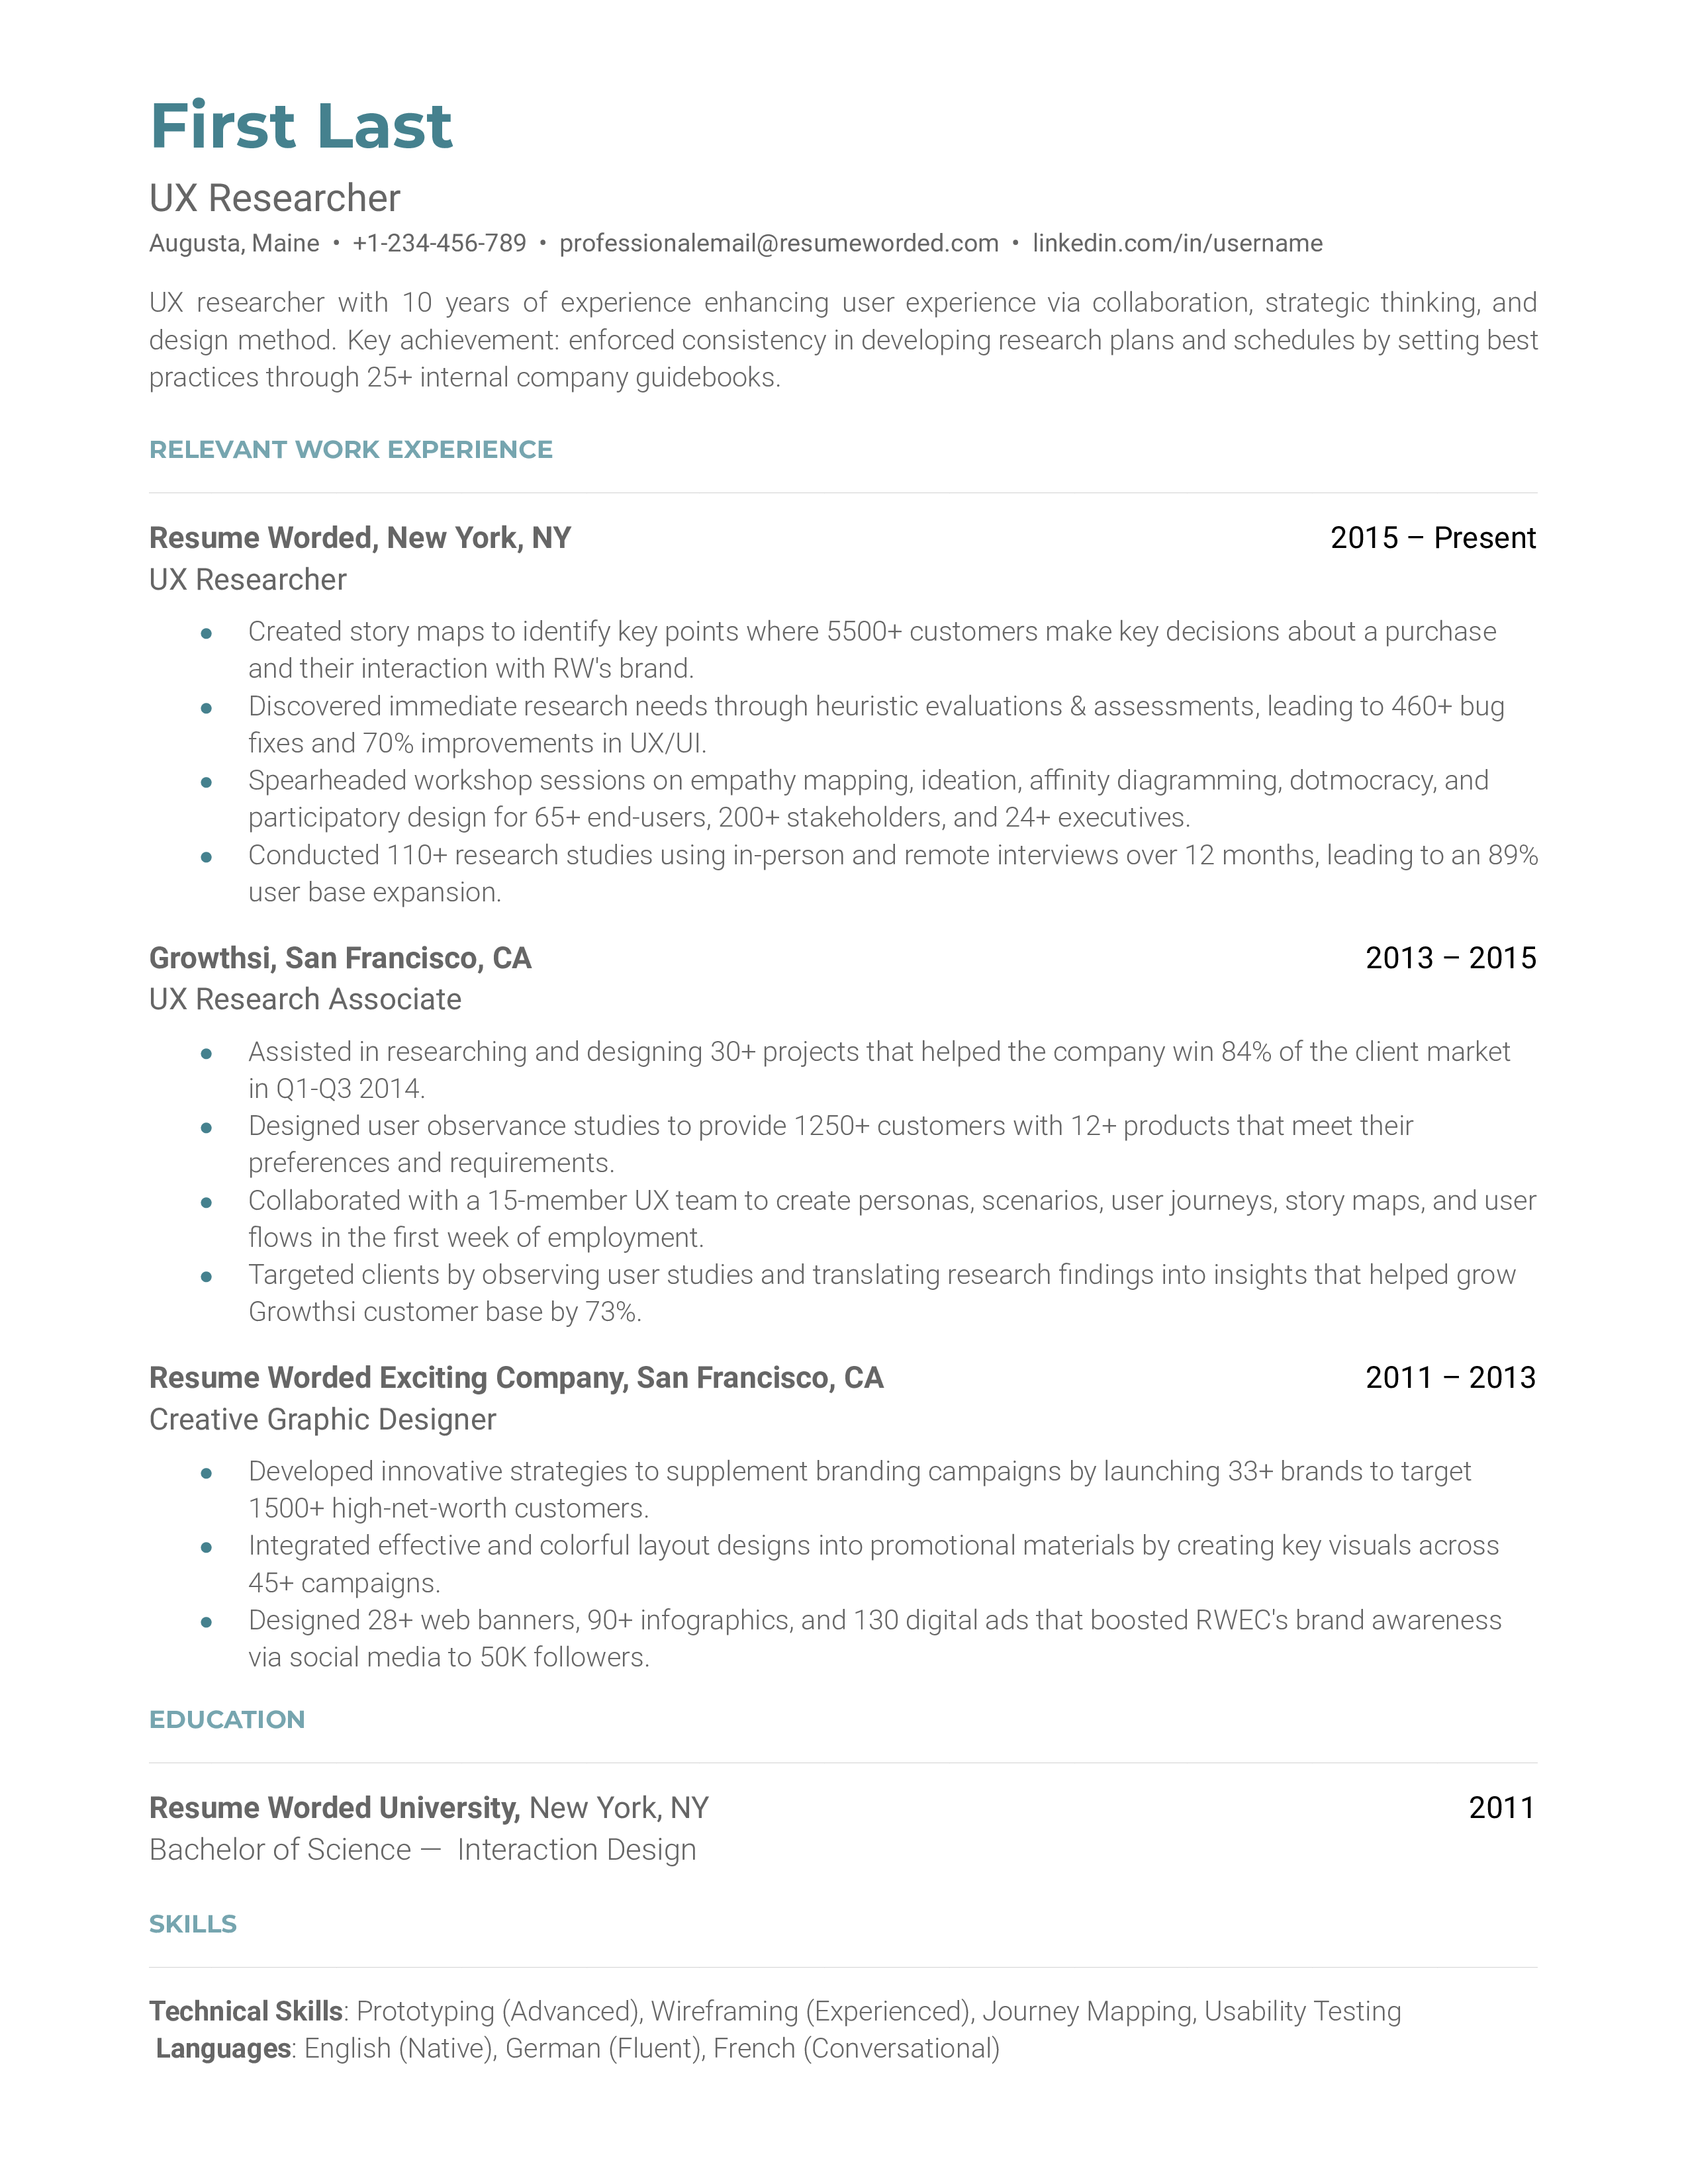 First Last
UX Researcher
Augusta, Maine • +1-234-456-789 • professionalemail@resumeworded.com • linkedin.com/in/username
UX researcher with 10 years of experience enhancing user experience via collaboration, strategic thinking, and
design method. Key achievement: enforced consistency in developing research plans and schedules by setting best
practices through 25+ internal company guidebooks.
RELEVANT WORK EXPERIENCE
Resume Worded, New York, NY 2015 – Present
UX Researcher
● Created story maps to identify key points where 5500+ customers make key decisions about a purchase
and their interaction with RW's brand.
● Discovered immediate research needs through heuristic evaluations & assessments, leading to 460+ bug
fixes and 70% improvements in UX/UI.
● Spearheaded workshop sessions on empathy mapping, ideation, affinity diagramming, dotmocracy, and
participatory design for 65+ end-users, 200+ stakeholders, and 24+ executives.
● Conducted 110+ research studies using in-person and remote interviews over 12 months, leading to an 89%
user base expansion.
Growthsi, San Francisco, CA 2013 – 2015
UX Research Associate
● Assisted in researching and designing 30+ projects that helped the company win 84% of the client market
in Q1-Q3 2014.
● Designed user observance studies to provide 1250+ customers with 12+ products that meet their
preferences and requirements.
● Collaborated with a 15-member UX team to create personas, scenarios, user journeys, story maps, and user
flows in the first week of employment.
● Targeted clients by observing user studies and translating research findings into insights that helped grow
Growthsi customer base by 73%.
Resume Worded Exciting Company, San Francisco, CA 2011 – 2013
Creative Graphic Designer
● Developed innovative strategies to supplement branding campaigns by launching 33+ brands to target
1500+ high-net-worth customers.
● Integrated effective and colorful layout designs into promotional materials by creating key visuals across
45+ campaigns.
● Designed 28+ web banners, 90+ infographics, and 130 digital ads that boosted RWEC's brand awareness
via social media to 50K followers.
EDUCATION
Resume Worded University, New York, NY 2011
Bachelor of Science — Interaction Design
SKILLS
Technical Skills: Prototyping (Advanced), Wireframing (Experienced), Journey Mapping, Usability Testing
Languages: English (Native), German (Fluent), French (Conversational)